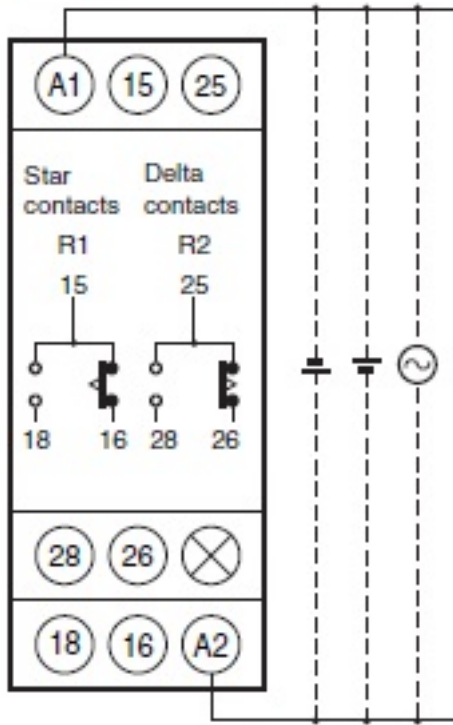 A1 15 25
Star Delta
contacts contacts
R1 R2
15 25
18 16 28 26
28 26
18 16 A2